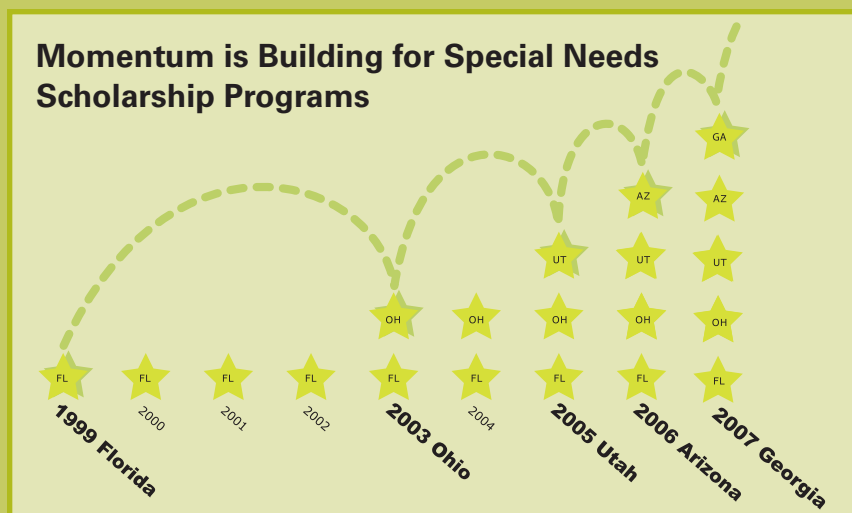 Momentum is Building for Special Needs
Scholarship Programs
GA
AZ AZ
UT UT UT
OH OH OH OH OH
FL FL FL FL FL FL FL FL FL
1999 Florida 2000 2001 2002 2003 Ohio 2004 2005 Utah 2006 Arizona 2007 Georgia